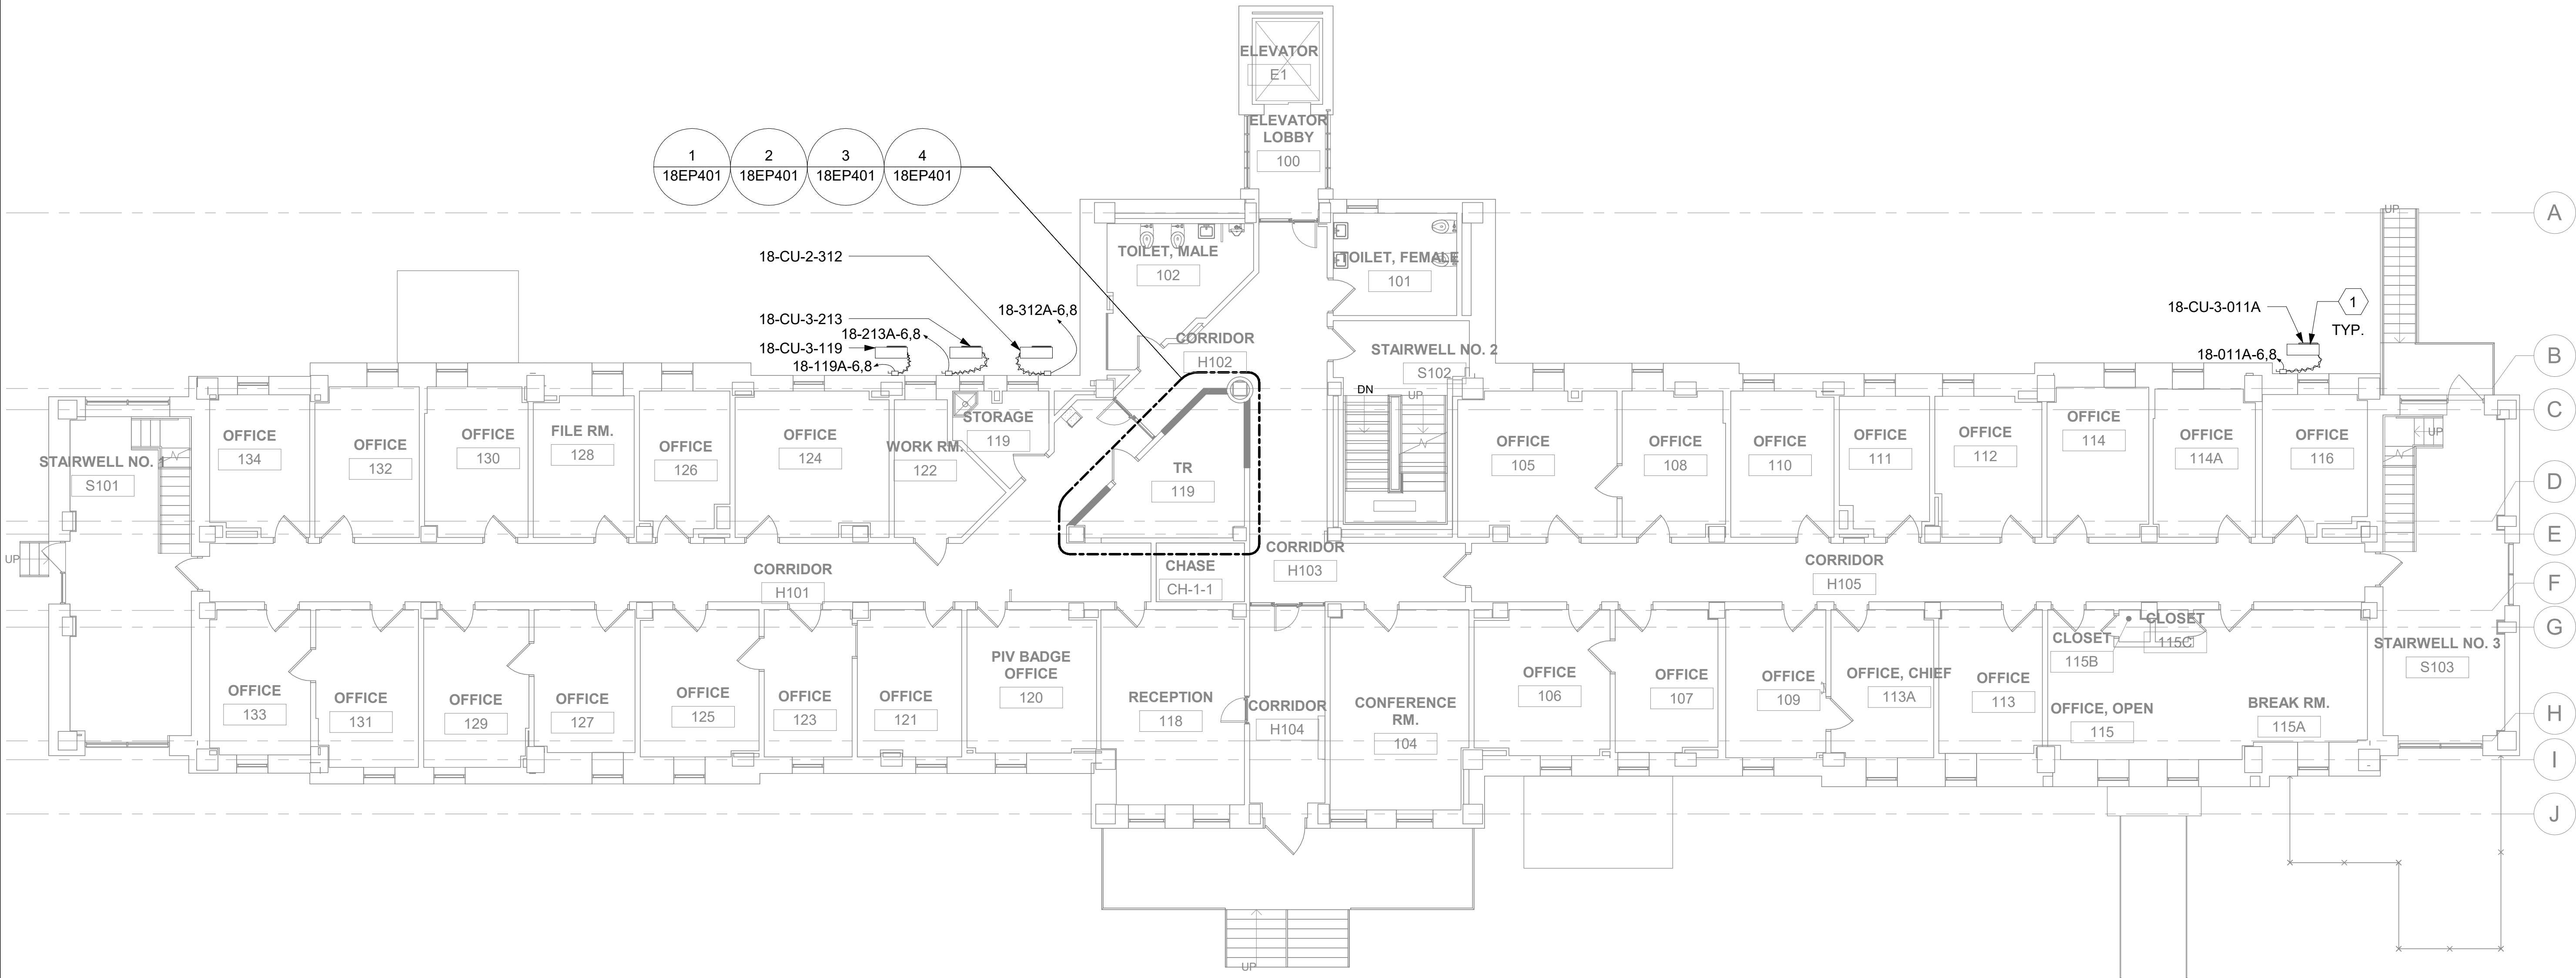 ELEVATOR
E1
ELEVATOR
LOBBY
100
1
18EP401
2
18EP401
3
18EP401
4
18EP401
A
UP
TOILET, MALE
102
TOILET, FEMALE
101
18-CU-2-312
18-CU-3-213
18-213A-6,8
18-312A-6,8
18-CU-3-119
18-119A-6,8
CORRIDOR
H102
STAIRWELL NO. 2
S102
DN
UP
18-CU-3-011A
1
TYP.
18-011A-6,8
B
C
STAIRWELL NO. 1
S101
OFFICE
134
OFFICE
132
OFFICE
130
FILE RM.
128
OFFICE
126
OFFICE
124
WORK RM.
122
STORAGE
119
TR
119
OFFICE
105
OFFICE
108
OFFICE
110
OFFICE
111
OFFICE
112
OFFICE
114
OFFICE
114A
OFFICE
116
UP
D
E
UP
CORRIDOR
H101
CHASE
CH-1-1
CORRIDOR
H103
CORRIDOR
H105
F
G
OFFICE
133
OFFICE
131
OFFICE
129
OFFICE
127
OFFICE
125
OFFICE
123
OFFICE
121
PIV BADGE
OFFICE
120
RECEPTION
118
CORRIDOR
H104
CONFERENCE
RM.
104
OFFICE
106
OFFICE
107
OFFICE
109
OFFICE, CHIEF
113A
OFFICE
113
CLOSET
115B
CLOSET
115C
OFFICE, OPEN
115
BREAK RM.
115A
STAIRWELL NO. 3
S103
H
I
J
UP